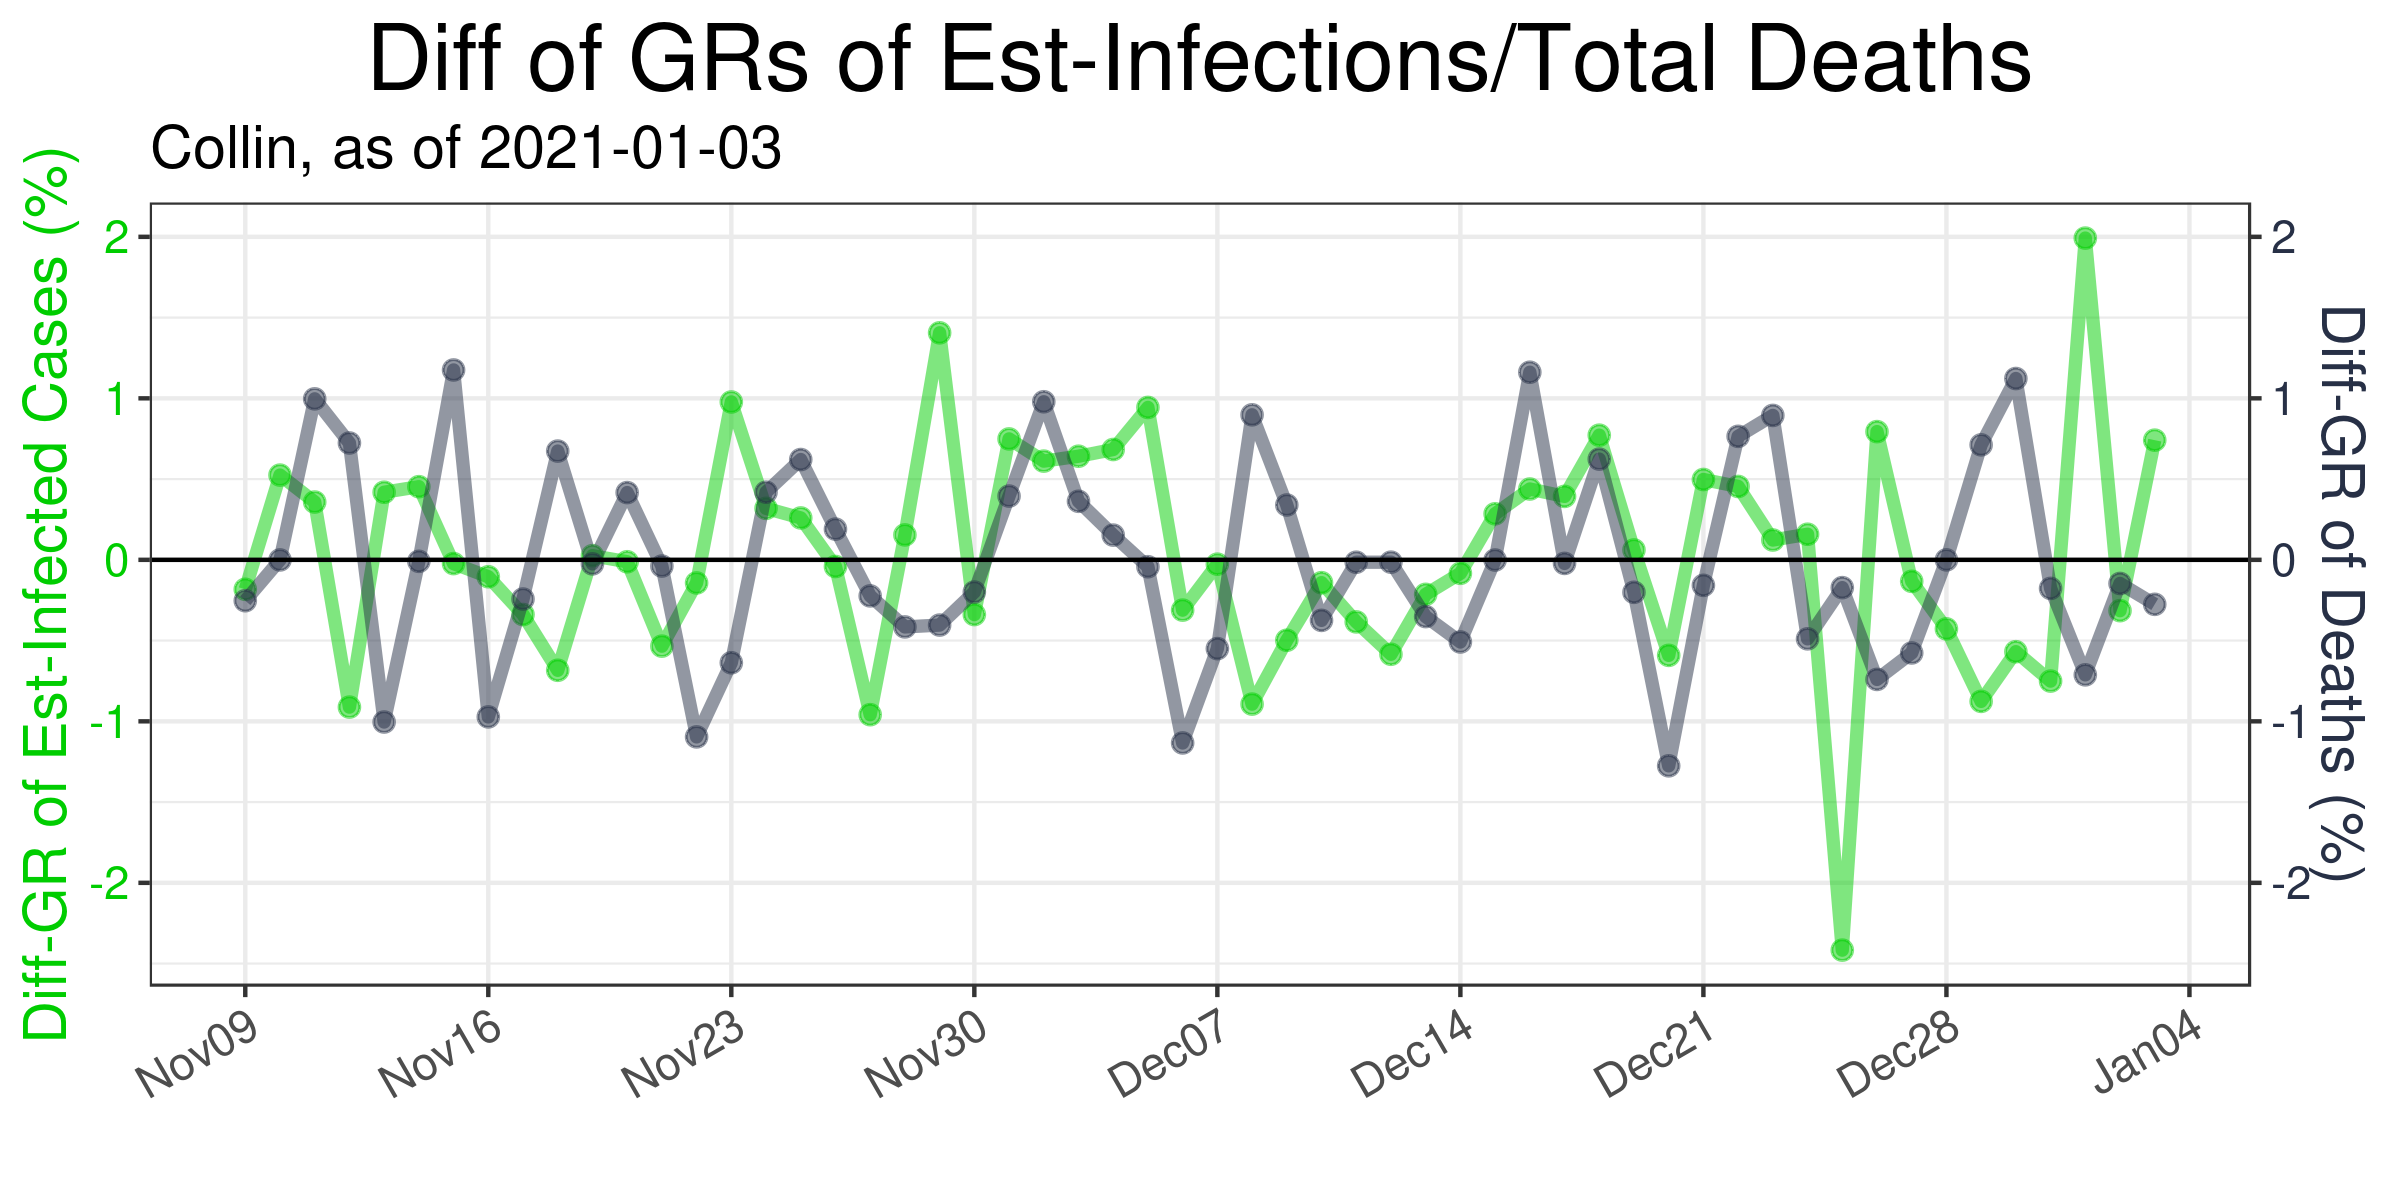 Diff of GRs of Est-Infections/Total Deaths
Collin, as of 2021-01-03
Diff-GR of Est-Infected Cases (%)
2
1
0
-1
-2
2
1
0
-1
-2
Diff-GR of Deaths (%)
Nov09
Nov16
Nov23
Nov30
Dec07
Dec14
Dec21
Dec28
Jan04